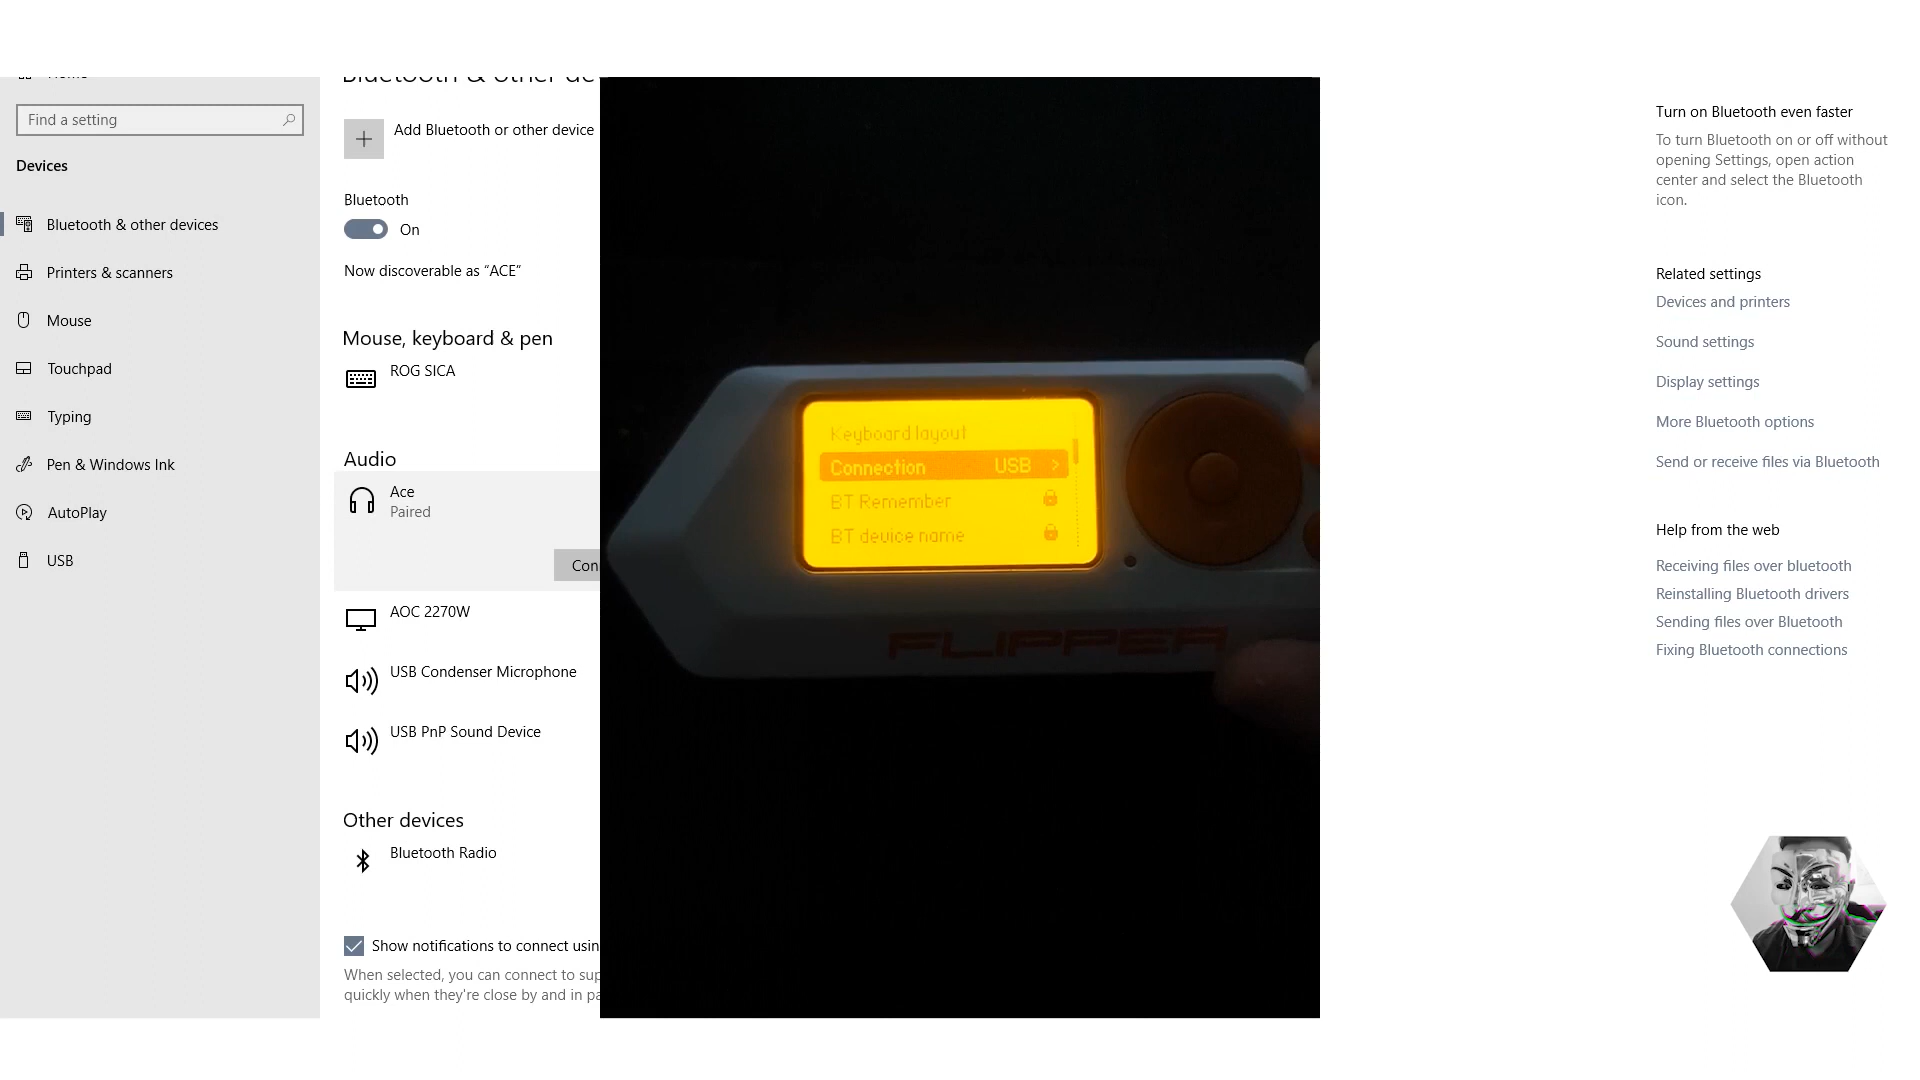 Find a setting
Devices
Bluetooth & other devices
Printers & scanners
Mouse
Touchpad
Typing
Pen & Windows Ink
AutoPlay
USB
Add Bluetooth or other device
Bluetooth
On
Now discoverable as “ACE”
Mouse, keyboard & pen
ROG SICA
Audio
Ace
Paired
Con
AOC 2270W
USB Condenser Microphone
USB PnP Sound Device
Other devices
Bluetooth Radio
Show notifications to connect usin
When selected, you can connect to sup
quickly when they're close by and in pa
Keyboard layout
Connection USB >
BT Remember
BT device name
FLIPPER
Turn on Bluetooth even faster
To turn Bluetooth on or off without
opening Settings, open action
center and select the Bluetooth
icon.
Related settings
Devices and printers
Sound settings
Display settings
More Bluetooth options
Send or receive files via Bluetooth
Help from the web
Receiving files over bluetooth
Reinstalling Bluetooth drivers
Sending files over Bluetooth
Fixing Bluetooth connections